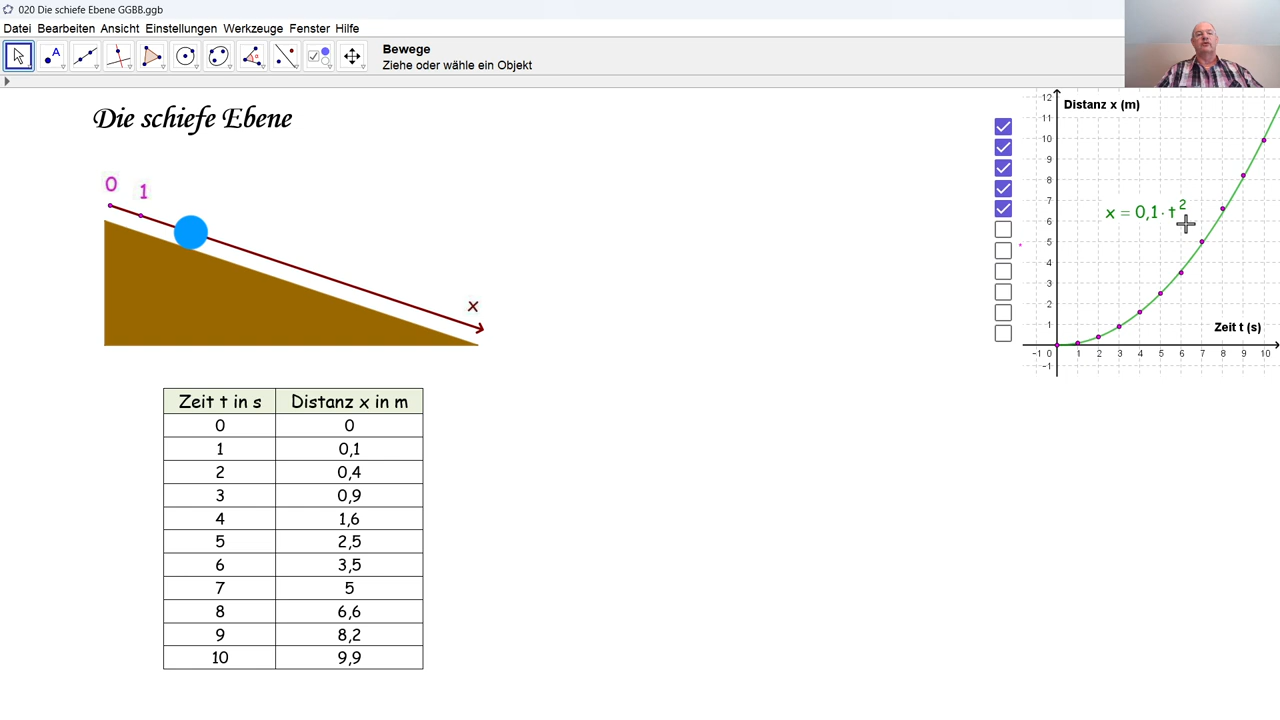 020 Die schiefe Ebene GGBB.ggb
Datei Bearbeiten Ansicht Einstellungen Werkzeuge Fenster Hilfe
A
Bewege
Ziehe oder wähle ein Objekt
Die schiefe Ebene
0
1
x
Zeit t in s Distanz x in m
0 0
1 0,1
2 0,4
3 0,9
4 1,6
5 2,5
6 3,5
7 5
8 6,6
9 8,2
10 9,9
Distanz x (m)
12
11
10
9
8
7
6
5
4
3
2
1
−1
x = 0,1 · t²
Zeit t (s)
−1 0 1 2 3 4 5 6 7 8 9 10